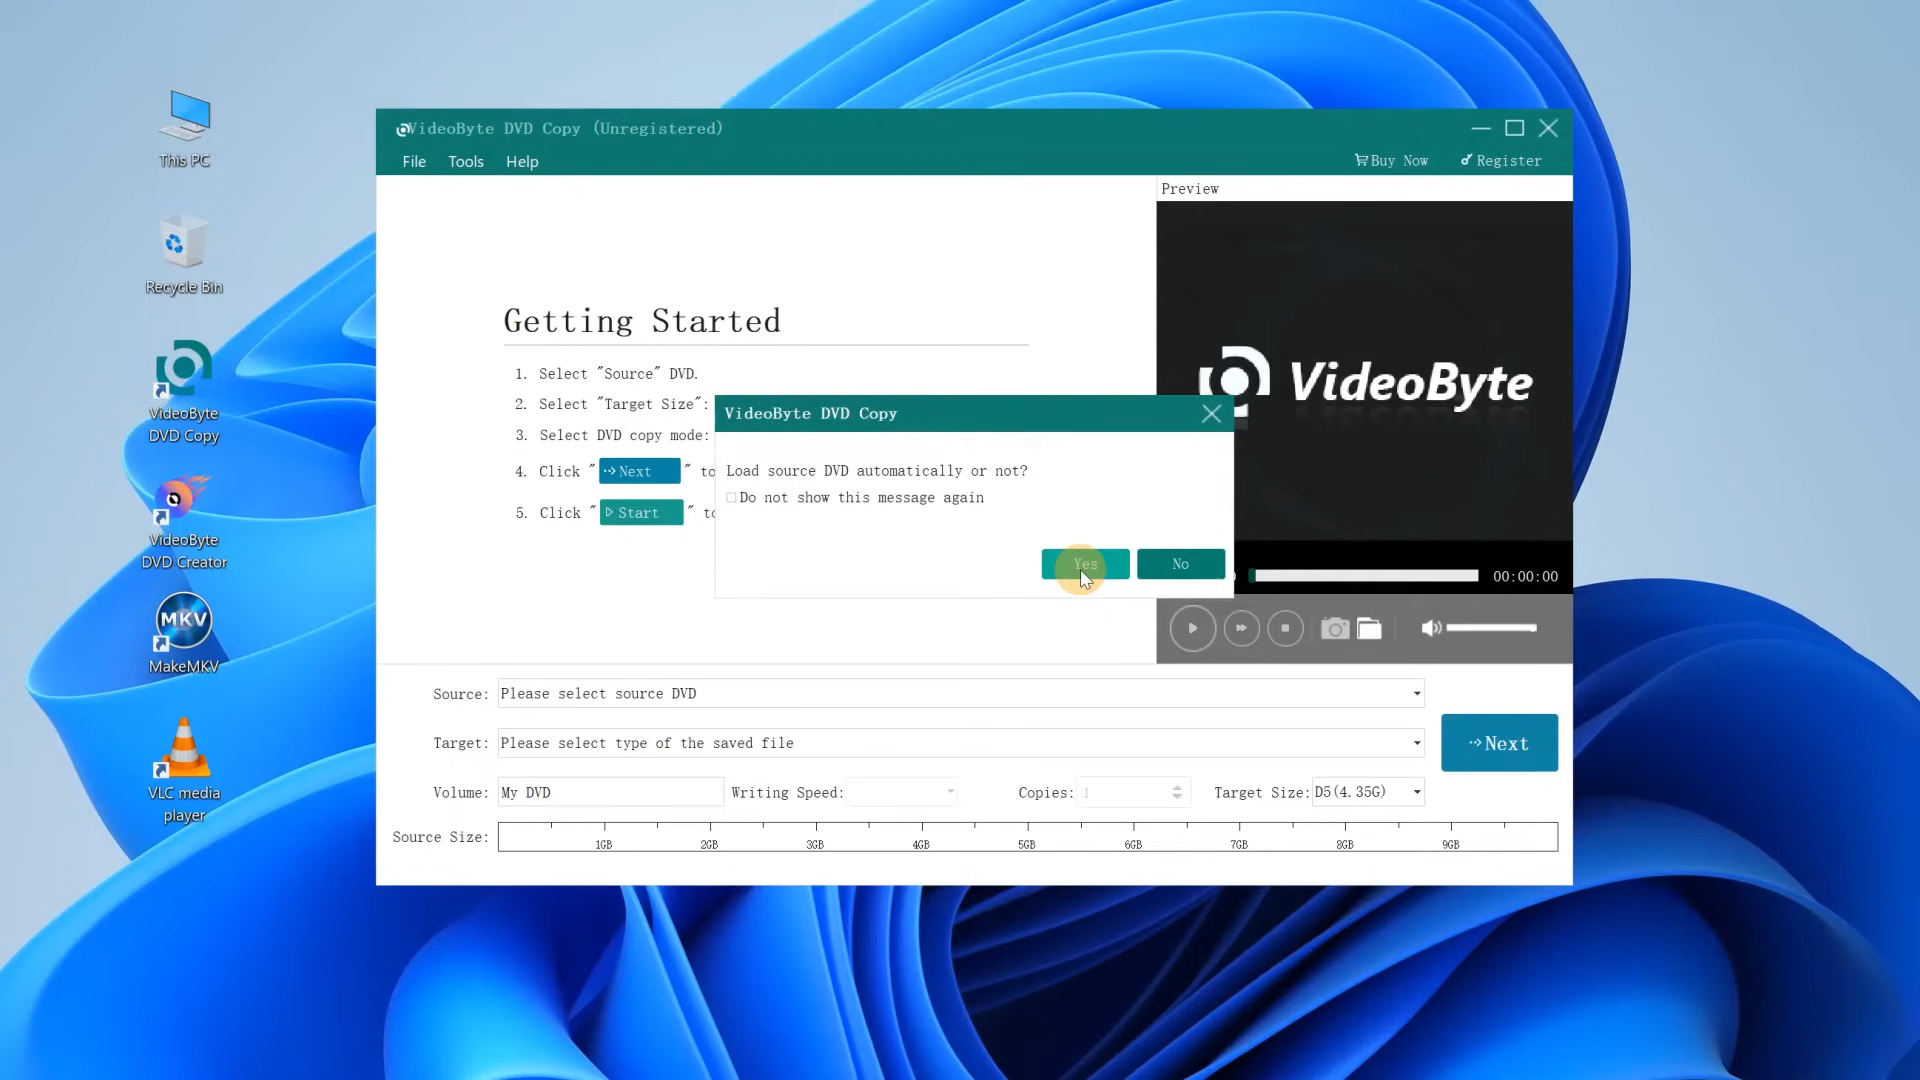 This PC
Recycle Bin
VideoByte
DVD Copy
VideoByte
DVD Creator
MKV
MakeMKV
VLC media
player
VideoByte DVD Copy (Unregistered)
File Tools Help
Buy Now Register
Preview
VideoByte
Getting Started
1. Select "Source" DVD.
2. Select "Target Size":
3. Select DVD copy mode:
4. Click "Next" to
5. Click "Start" to
VideoByte DVD Copy
Load source DVD automatically or not?
Do not show this message again
Yes No
00:00:00
Source: Please select source DVD
Target: Please select type of the saved file
Next
Volume: My DVD Writing Speed: Copies: 1 Target Size: D5(4.35G)
Source Size: 1GB 2GB 3GB 4GB 5GB 6GB 7GB 8GB 9GB